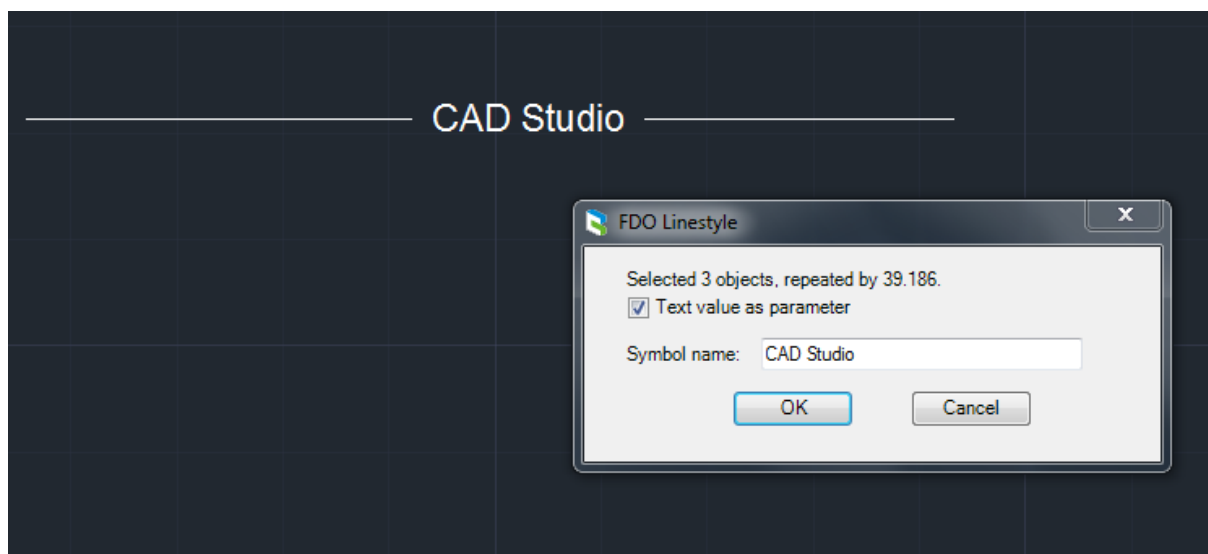 CAD Studio
FDO Linestyle
X
Selected 3 objects, repeated by 39.186.
Text value as parameter
Symbol name: CAD Studio
OK Cancel